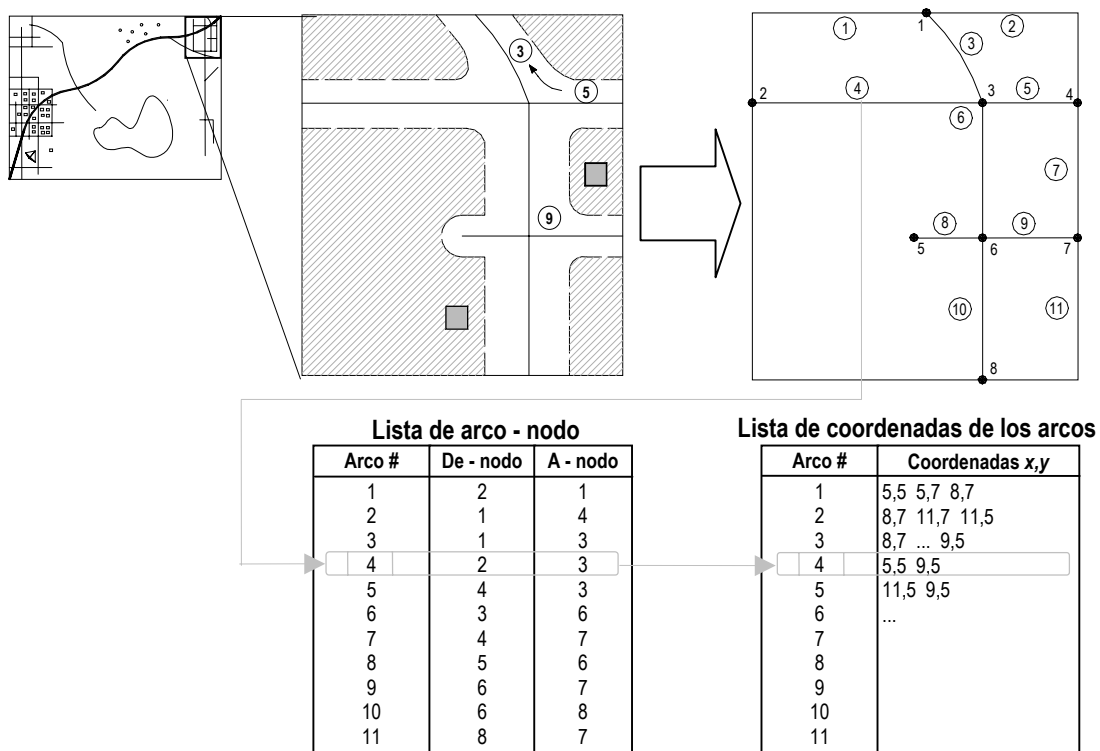 3
5
9
1
1
2
3
2
4
3
5
4
6
7
8
9
5
6
7
10
11
8
Lista de arco - nodo
Arco # De - nodo A - nodo
1 2 1
2 1 4
3 1 3
4 2 3
5 4 3
6 3 6
7 4 7
8 5 6
9 6 7
10 6 8
11 8 7
Lista de coordenadas de los arcos
Arco # Coordenadas x,y
1 5,5 5,7 8,7
2 8,7 11,7 11,5
3 8,7 ... 9,5
4 5,5 9,5
5 11,5 9,5
6 ...
7
8
9
10
11